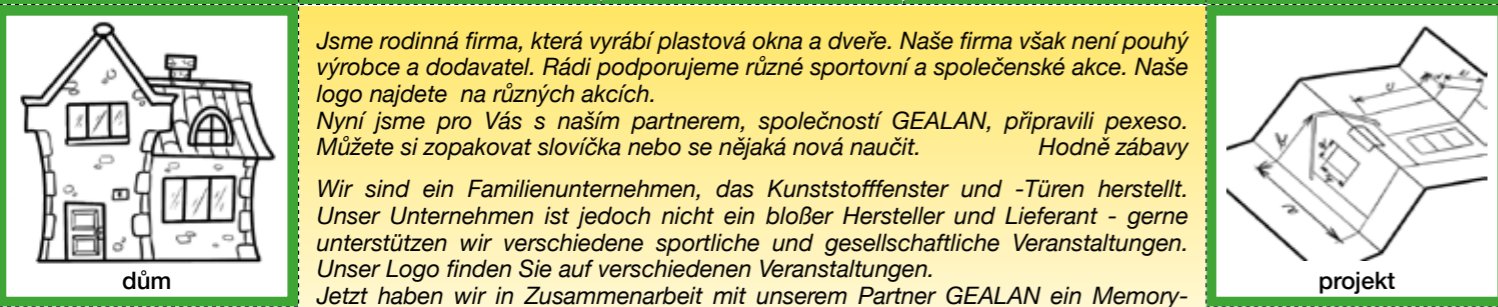 dům
Jsme rodinná firma, která vyrábí plastová okna a dveře. Naše firma však není pouhý
výrobce a dodavatel. Rádi podporujeme různé sportovní a společenské akce. Naše
logo najdete na různých akcích.
Nyní jsme pro Vás s naším partnerem, společností GEALAN, připravili pexeso.
Můžete si zopakovat slovíčka nebo se nějaká nová naučit. Hodně zábavy
Wir sind ein Familienunternehmen, das Kunststofffenster und -Türen herstellt.
Unser Unternehmen ist jedoch nicht ein bloßer Hersteller und Lieferant - gerne
unterstützen wir verschiedene sportliche und gesellschaftliche Veranstaltungen.
Unser Logo finden Sie auf verschiedenen Veranstaltungen.
Jetzt haben wir in Zusammenarbeit mit unserem Partner GEALAN ein Memory-
projekt